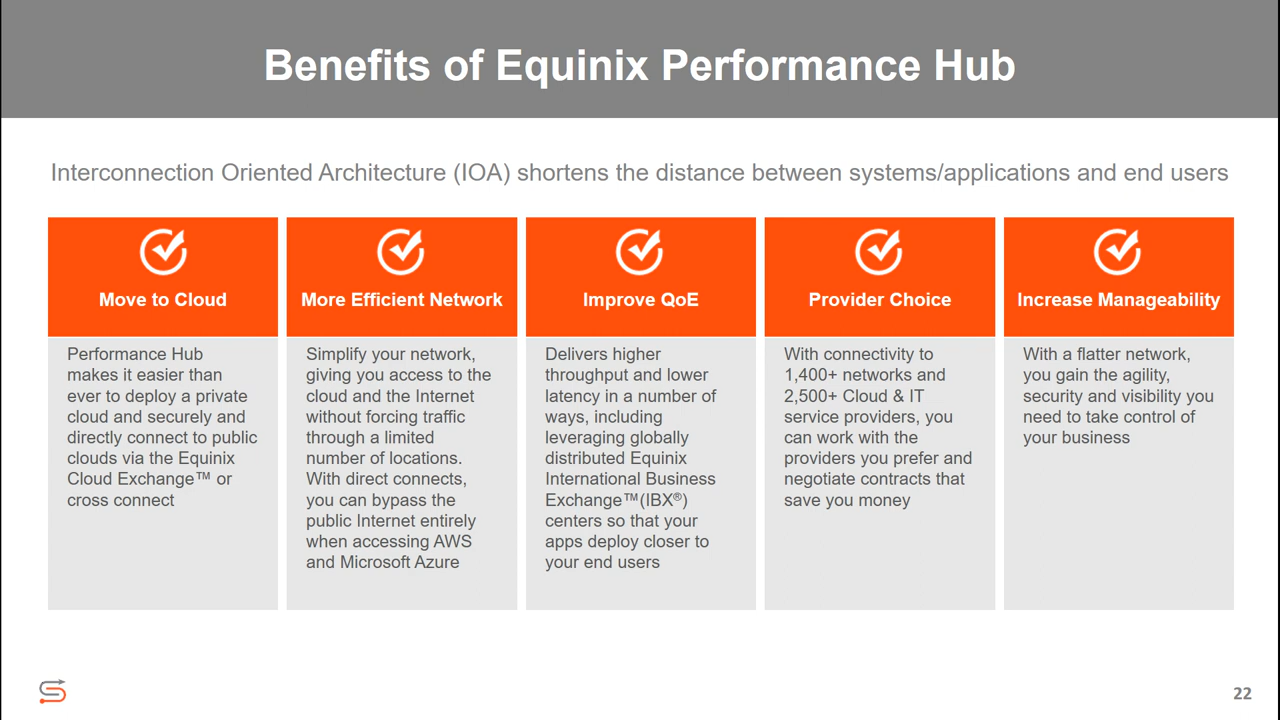 Benefits of Equinix Performance Hub
Interconnection Oriented Architecture (IOA) shortens the distance between systems/applications and end users
Move to Cloud
Performance Hub
makes it easier than
ever to deploy a private
cloud and securely and
directly connect to public
clouds via the Equinix
Cloud Exchange™ or
cross connect
More Efficient Network
Simplify your network,
giving you access to the
cloud and the Internet
without forcing traffic
through a limited
number of locations.
With direct connects,
you can bypass the
public Internet entirely
when accessing AWS
and Microsoft Azure
Improve QoE
Delivers higher
throughput and lower
latency in a number of
ways, including
leveraging globally
distributed Equinix
International Business
Exchange™(IBX®)
centers so that your
apps deploy closer to
your end users
Provider Choice
With connectivity to
1,400+ networks and
2,500+ Cloud & IT
service providers, you
can work with the
providers you prefer and
negotiate contracts that
save you money
Increase Manageability
With a flatter network,
you gain the agility,
security and visibility you
need to take control of
your business
22